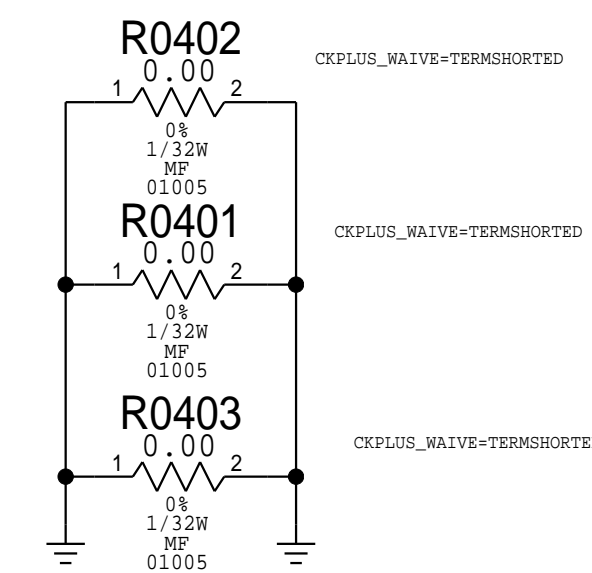 R0402
0.00
CKPLUS_WAIVE=TERMSHORTED
1 2
0%
1/32W
MF
01005
R0401
0.00
CKPLUS_WAIVE=TERMSHORTED
1 2
0%
1/32W
MF
01005
R0403
0.00
CKPLUS_WAIVE=TERMSHORTE
1 2
0%
1/32W
MF
01005